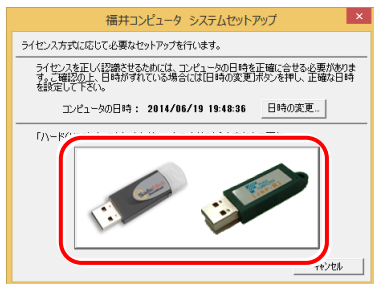 福井コンピュータ システムセットアップ
ライセンス方式に応じて必要なセットアップを行います。
ライセンスを正しく認識させるためには、コンピュータの日時を正確に合せる必要がありま
す。ご確認の上、日時がずれている場合には[日時の変更]ボタンを押し、正確な日時
を設定して下さい。
コンピュータの日時： 2014/06/19 19:48:36 日時の変更...
「ハード
キャンセル